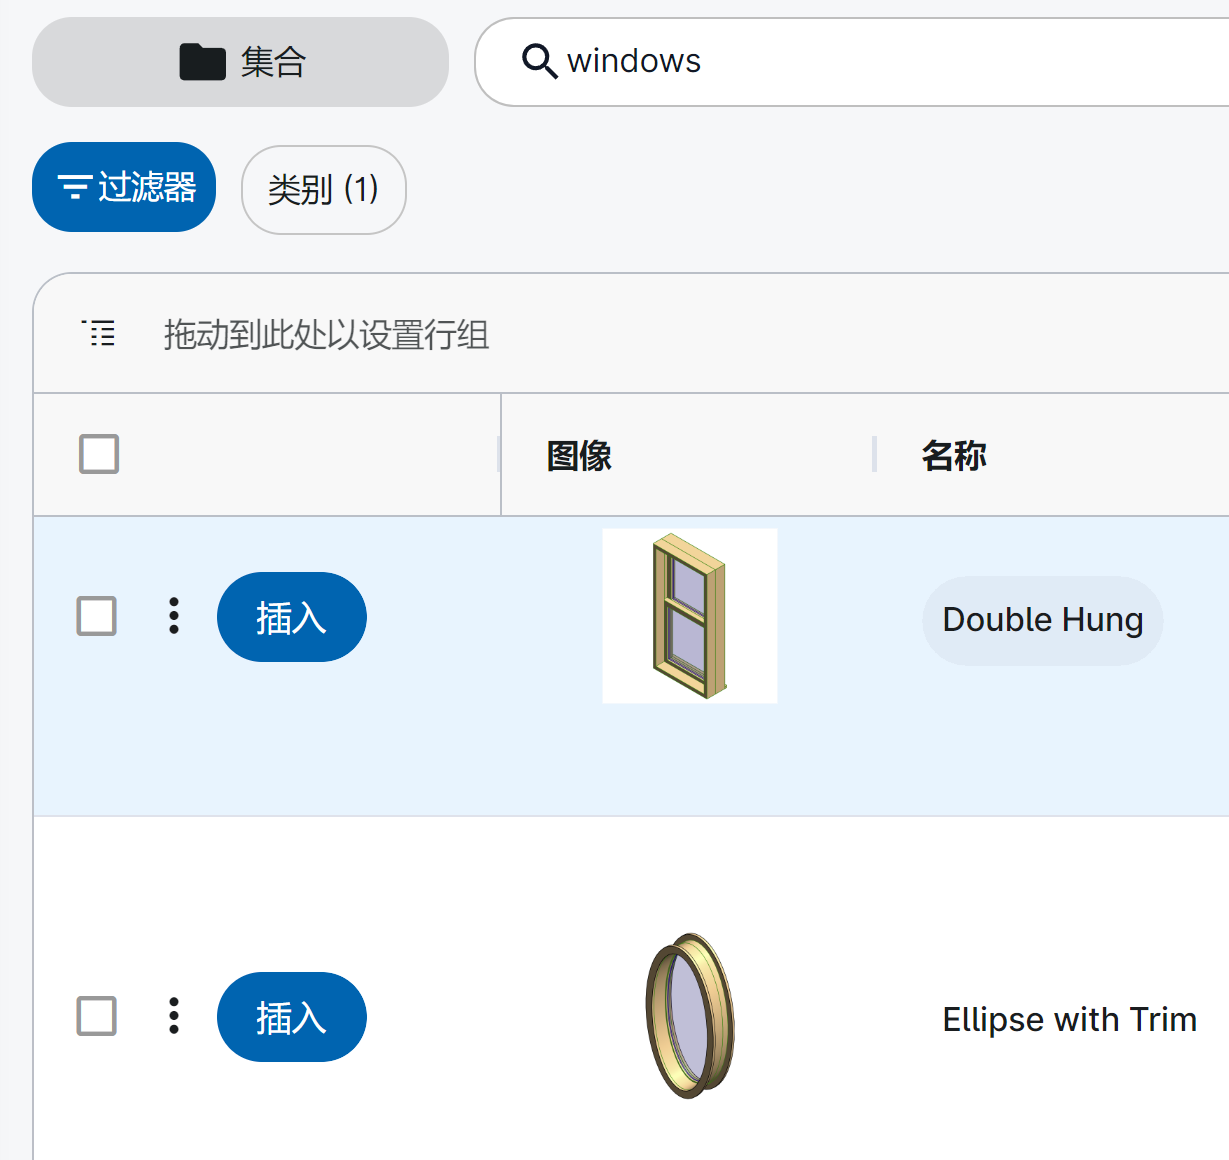 集合
windows
过滤器
类别 (1)
拖动到此处以设置行组
图像
名称
插入
Double Hung
插入
Ellipse with Trim